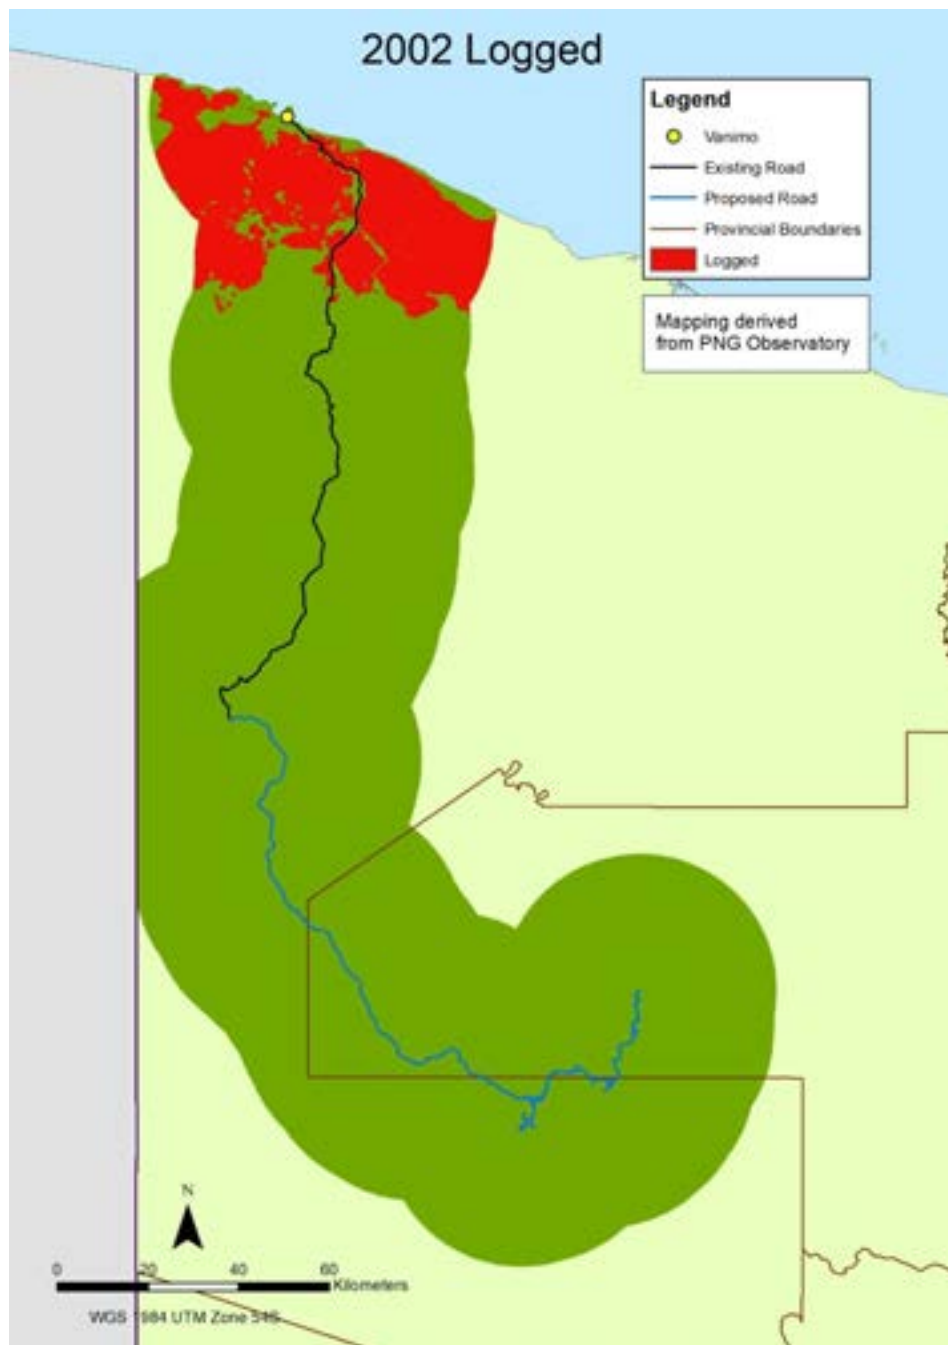 2002 Logged
Legend
Vanimo
Existing Road
Proposed Road
Provincial Boundaries
Logged
Mapping derived
from PNG Observatory
N
0 20 40 60
Kilometers
WGS 1984 UTM Zone 54S